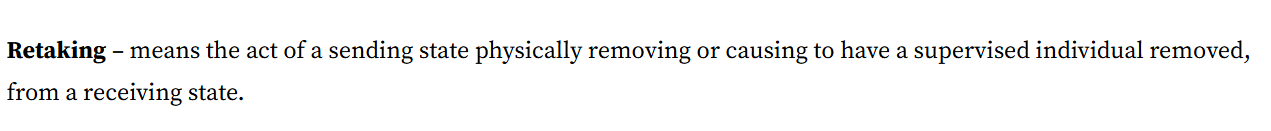 Retaking – means the act of a sending state physically removing or causing to have a supervised individual removed,
from a receiving state.